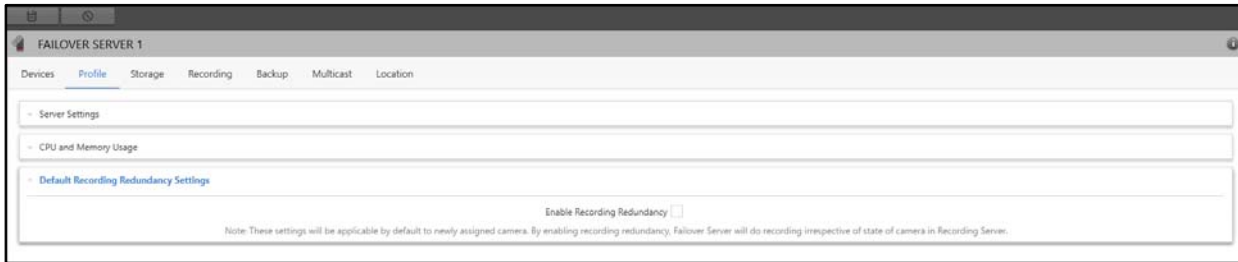 FAILOVER SERVER 1
Devices Profile Storage Recording Backup Multicast Location
Server Settings
CPU and Memory Usage
Default Recording Redundancy Settings
Enable Recording Redundancy
Note: These settings will be applicable by default to newly assigned camera. By enabling recording redundancy, Failover Server will do recording irrespective of state of camera in Recording Server.